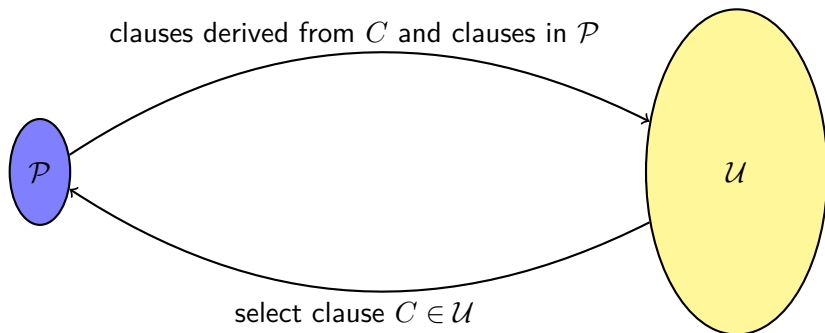 clauses derived from C and clauses in 𝒫
𝒫
𝒰
select clause C ∈ 𝒰